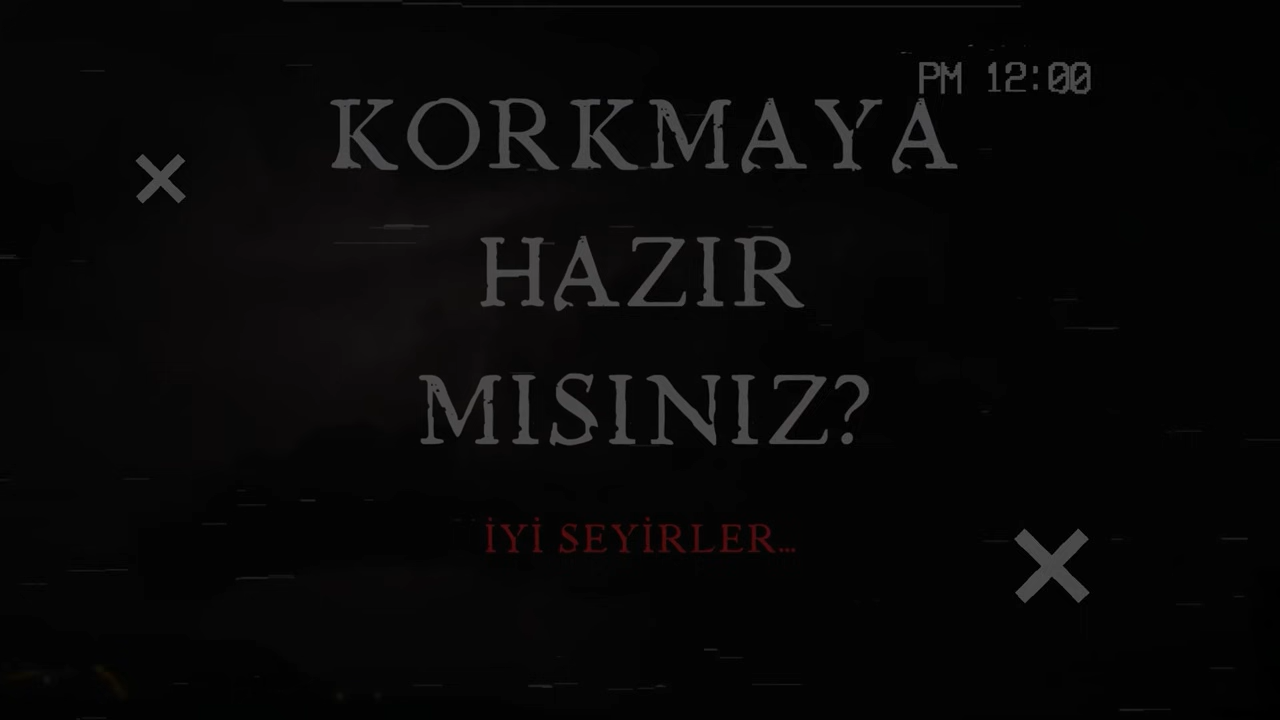 PM 12:00
KORKMAYA
HAZIR
MISINIZ?
İYİ SEYİRLER...